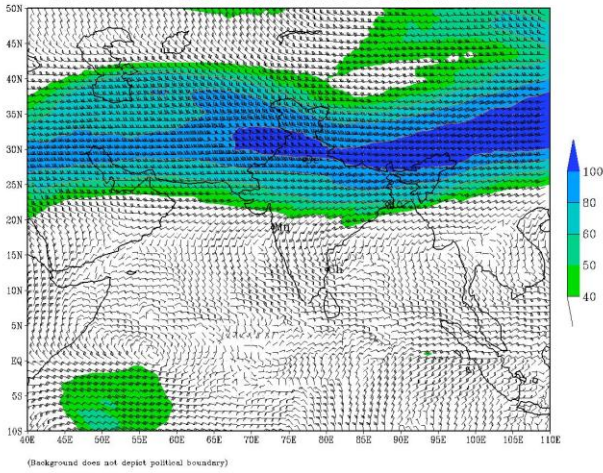 50N
45N
40N
35N
30N
25N
20N
15N
10N
5N
EQ
5S
10S
40E 45E 50E 55E 60E 65E 70E 75E 80E 85E 90E 95E 100E 105E 110E
100
80
60
50
40
(Background does not depict political boundary)